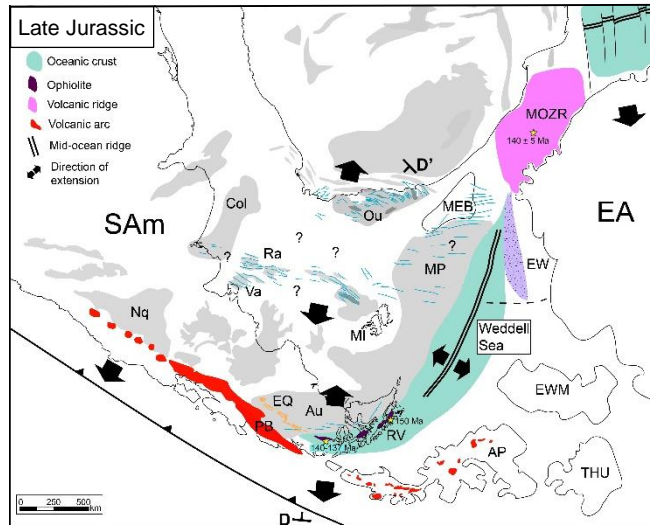 Late Jurassic
Oceanic crust
Ophiolite
Volcanic ridge
Volcanic arc
Mid-ocean ridge
Direction of
extension
MOZR
140 ± 5 Ma
D'
Col
Ou
MEB
SAm
EA
Ra
?
?
?
?
?
MP
EW
Va
Nq
MI
Weddell
Sea
EWM
EQ
Au
PB
150 Ma
RV
140-137 Ma
AP
THU
0 250 500
km
D